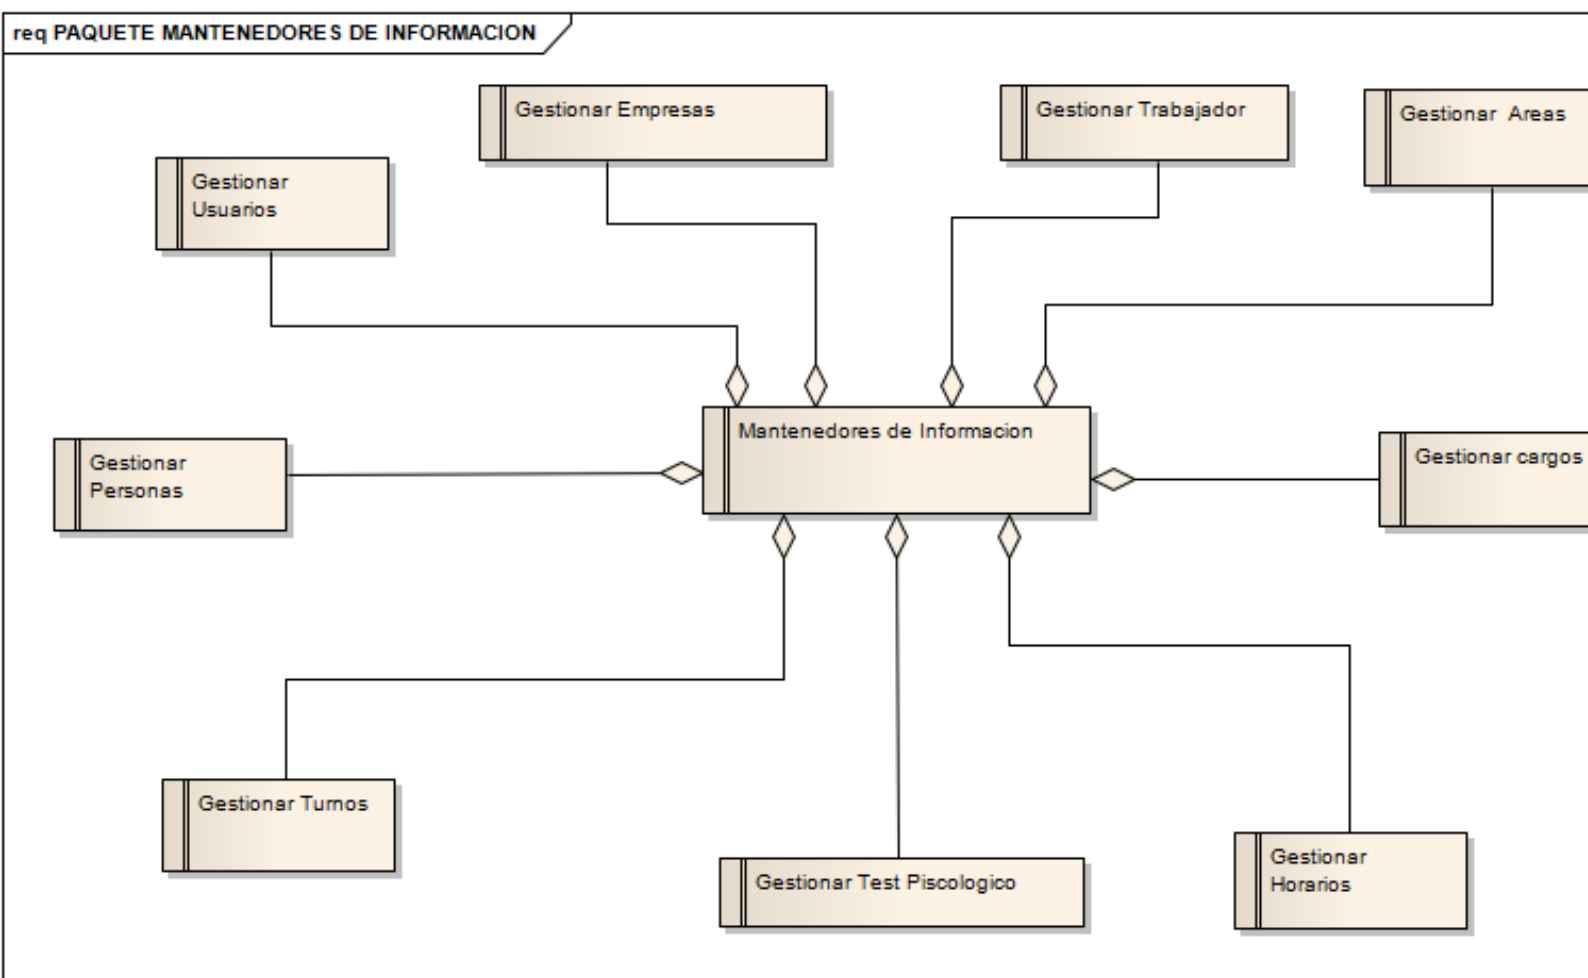 req PAQUETE MANTENEDORES DE INFORMACION
Gestionar Empresas
Gestionar Trabajador
Gestionar Areas
Gestionar
Usuarios
Mantenedores de Informacion
Gestionar
Personas
Gestionar cargos
Gestionar Turnos
Gestionar Test Piscologico
Gestionar
Horarios